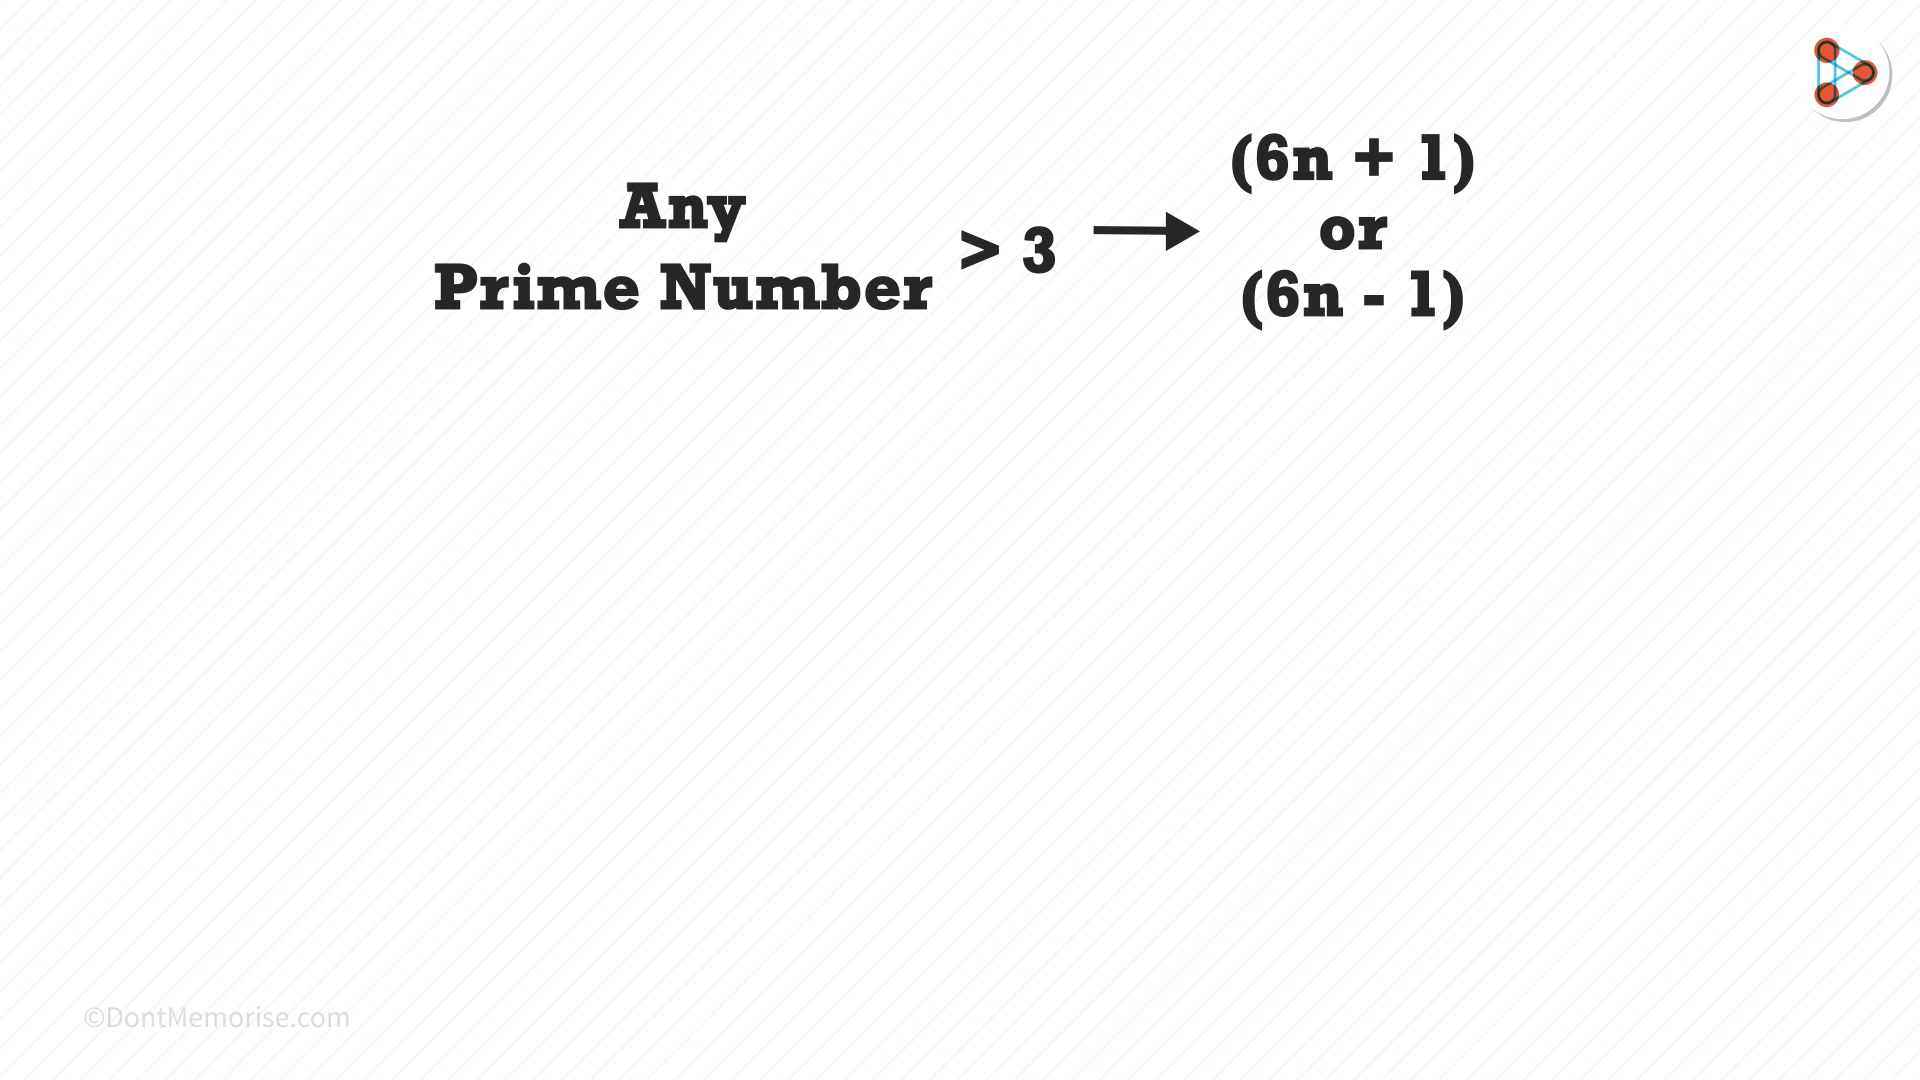 Any
Prime Number > 3
(6n + 1)
or
(6n - 1)
©DontMemorise.com